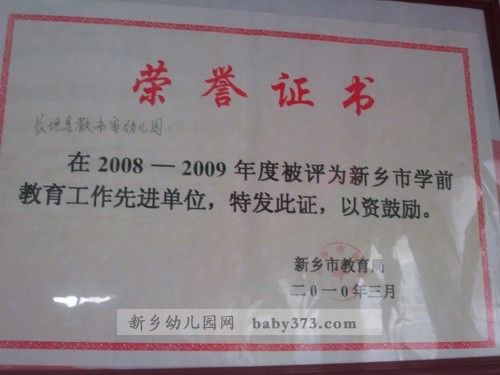 荣誉证书
长垣县教育幼儿园
在2008—2009年度被评为新乡市学前
教育工作先进单位，特发此证，以资鼓励。
新乡市教育局
二〇一〇年三月
新乡幼儿园网 baby373.com